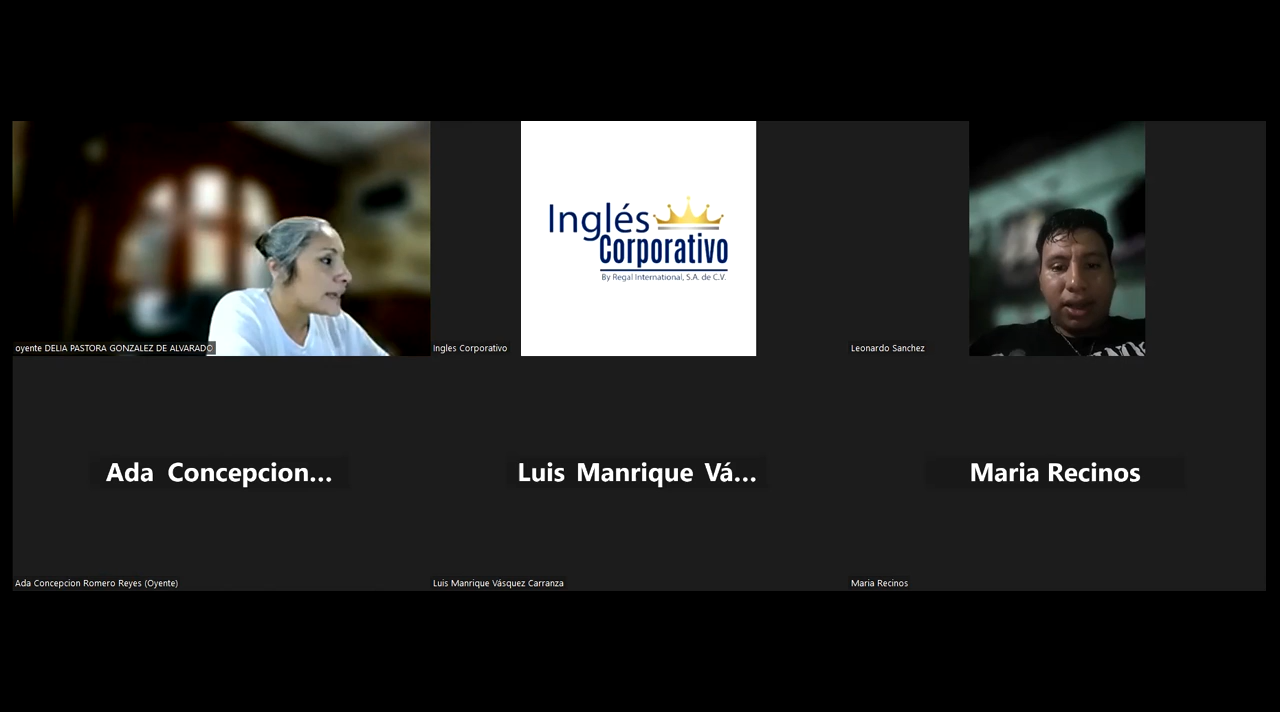 Inglés
Corporativo
By Regal International, S.A. de C.V.
oyente DELIA PASTORA GONZALEZ DE ALVARADO
Ingles Corporativo
Leonardo Sanchez
Ada Concepcion...
Luis Manrique Vá...
Maria Recinos
Ada Concepcion Romero Reyes (Oyente)
Luis Manrique Vásquez Carranza
Maria Recinos